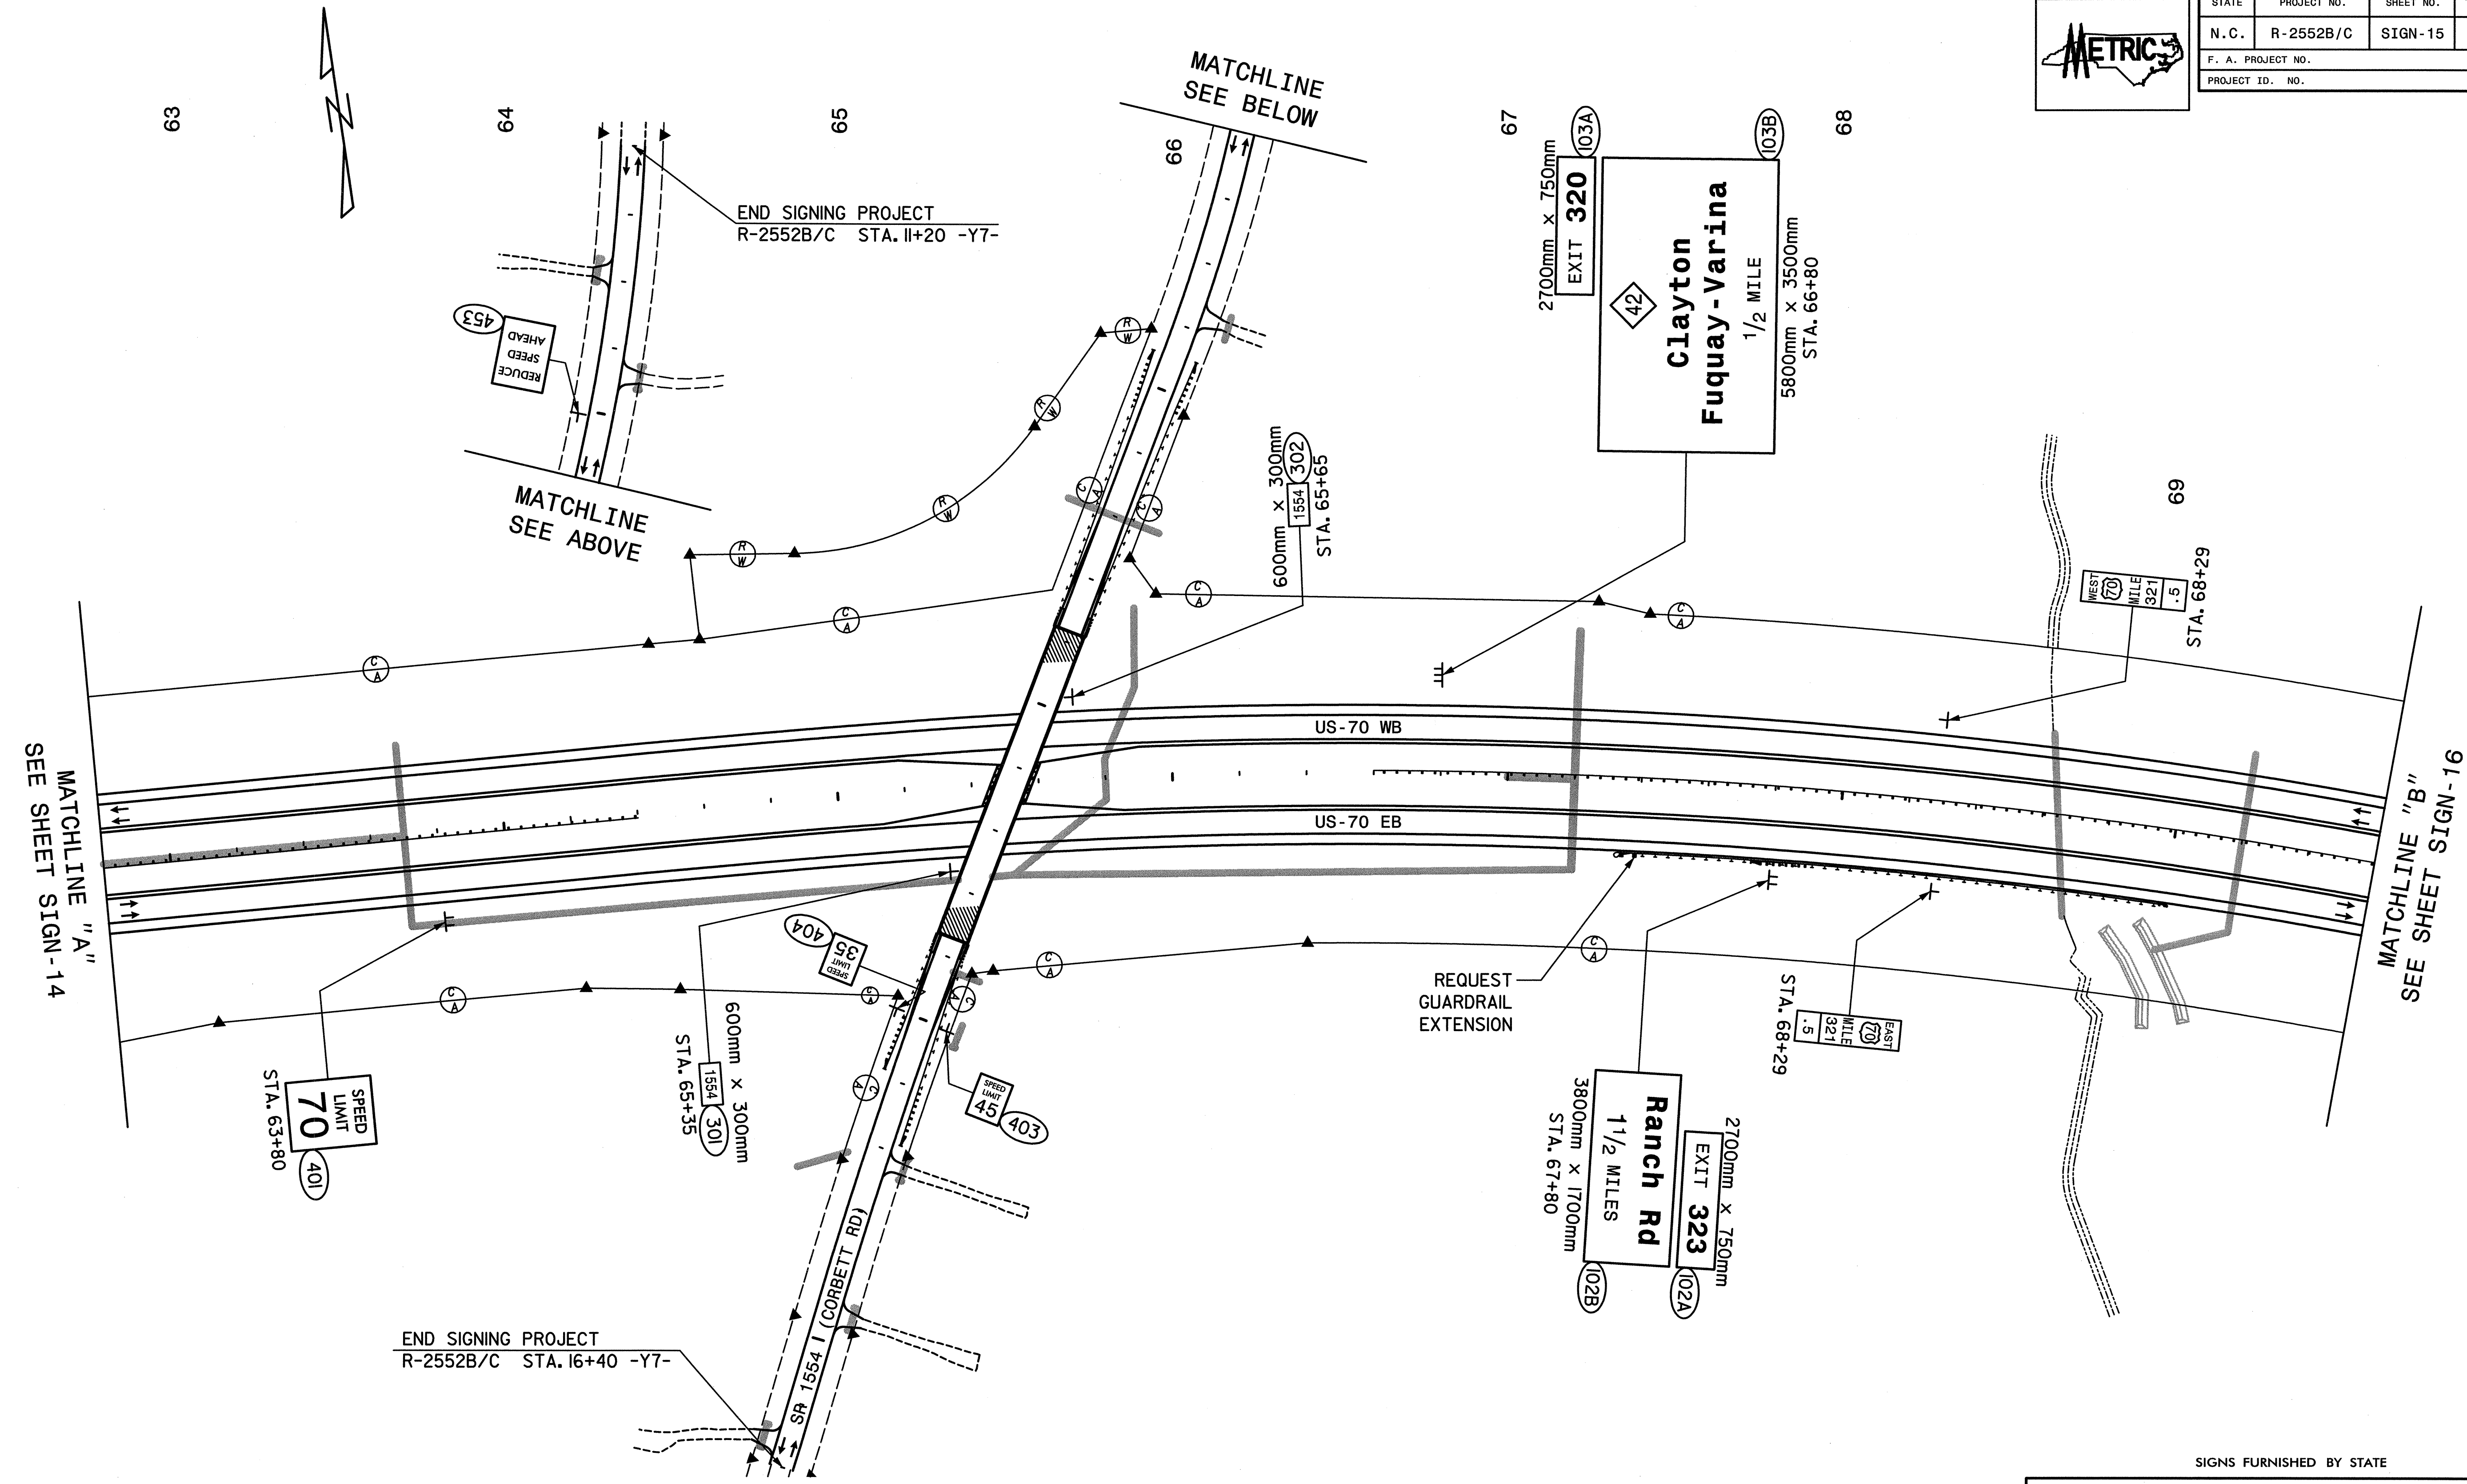 STATE PROJECT NO. SHEET NO.
N.C. R-2552B/C SIGN-15
F. A. PROJECT NO.
PROJECT ID. NO.
METRIC
63
64
65
66
67
68
69
MATCHLINE
SEE BELOW
END SIGNING PROJECT
R-2552B/C STA. 11+20 -Y7-
453
REDUCE
SPEED
AHEAD
MATCHLINE
SEE ABOVE
2700mm x 750mm
EXIT 320
103A
103B
42
Clayton
Fuquay-Varina
1/2 MILE
5800mm x 3500mm
STA. 66+80
R
W
R
W
R
W
R
W
C
A
C
A
600mm x 300mm
1554
302
STA. 65+65
C
A
C
A
C
A
C
A
WEST
70
MILE
321
.5
STA. 68+29
US-70 WB
US-70 EB
MATCHLINE "A"
SEE SHEET SIGN-14
MATCHLINE "B"
SEE SHEET SIGN-16
404
SPEED
LIMIT
35
C
A
C
A
C
A
C
A
C
A
C
A
REQUEST
GUARDRAIL
EXTENSION
STA. 68+29
EAST
70
MILE
321
.5
SPEED
LIMIT
70
STA. 63+80
401
600mm x 300mm
1554
301
STA. 65+35
SPEED
LIMIT
45
403
2700mm x 750mm
EXIT 323
102A
Ranch Rd
1 1/2 MILES
102B
3800mm x 1700mm
STA. 67+80
SR 1554 (CORBETT RD)
END SIGNING PROJECT
R-2552B/C STA. 16+40 -Y7-
SIGNS FURNISHED BY STATE